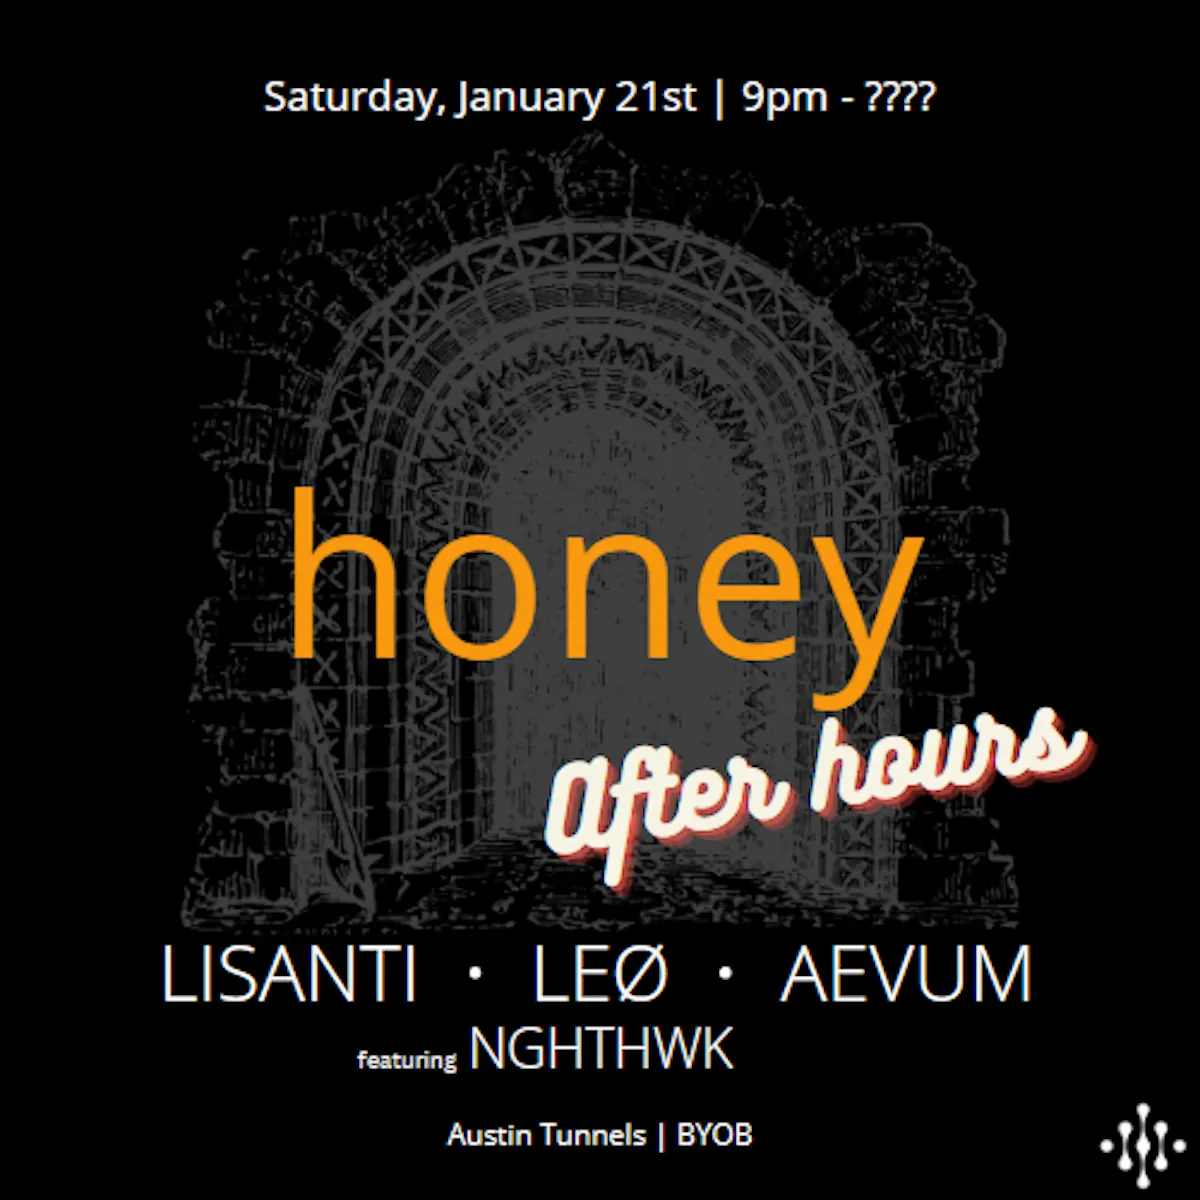 Saturday, January 21st | 9pm - ????
honey
After hours
LISANTI • LEØ • AEVUM
featuring NGHTHWK
Austin Tunnels | BYOB